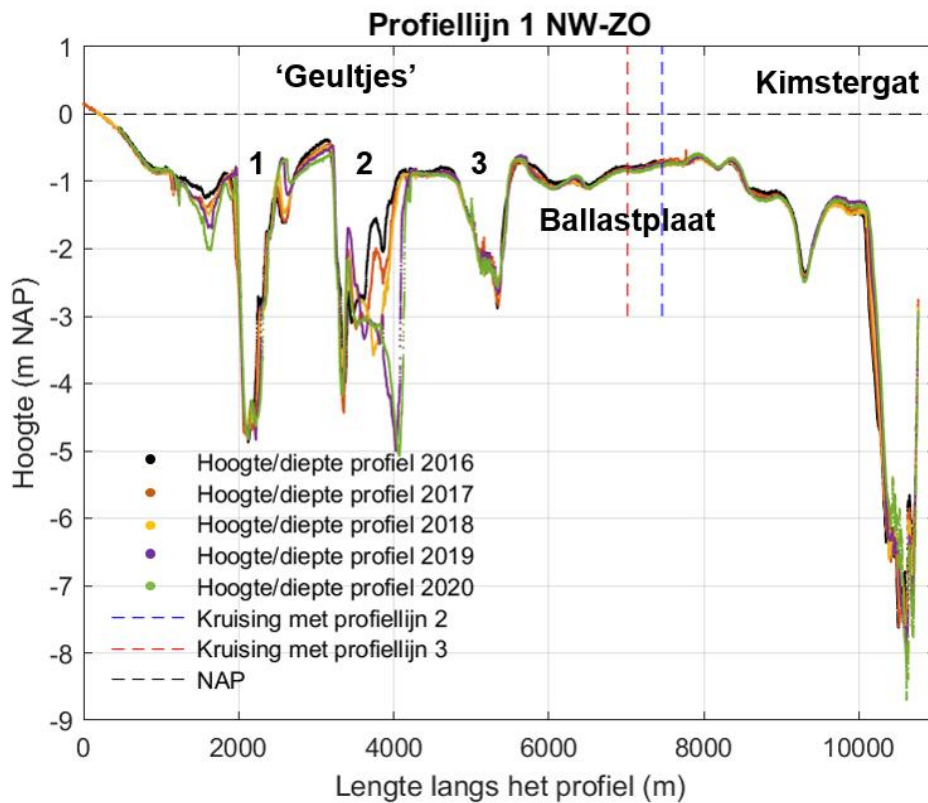 Profiellijn 1 NW-ZO
1
0
-1
-2
-3
-4
-5
-6
-7
-8
-9
Hoogte (m NAP)
‘Geultjes’
Kimstergat
1
2
3
Ballastplaat
Hoogte/diepte profiel 2016
Hoogte/diepte profiel 2017
Hoogte/diepte profiel 2018
Hoogte/diepte profiel 2019
Hoogte/diepte profiel 2020
Kruising met profiellijn 2
Kruising met profiellijn 3
NAP
0 2000 4000 6000 8000 10000
Lengte langs het profiel (m)